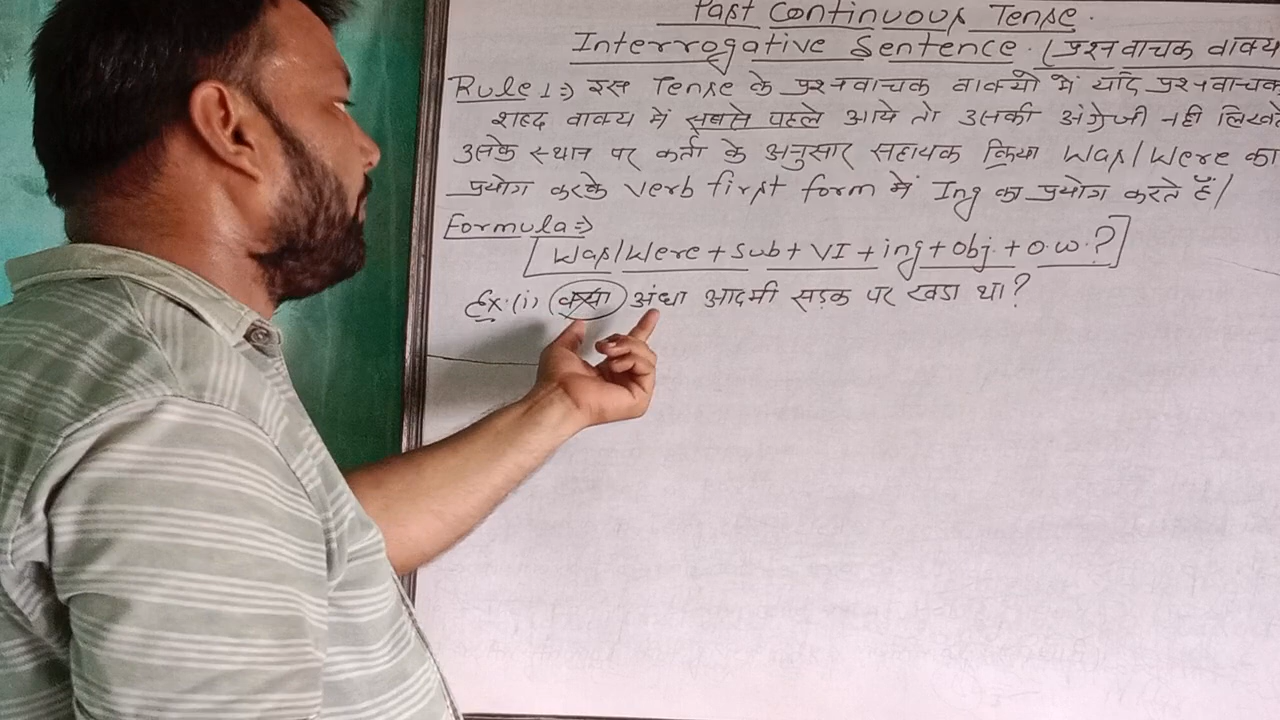 Past Continuous Tense.
Interrogative Sentence. (प्रश्नवाचक वाक्य
Rule 1:⇒ इस Tense के प्रश्नवाचक वाक्यों में यदि प्रश्नवाचक
शब्द वाक्य में सबसे पहले आये तो उसकी अंग्रेजी नही लिखते
उसके स्थान पर कर्ता के अनुसार सहायक क्रिया Was/Were का
प्रयोग करके Verb first form में Ing का प्रयोग करते हैं/
Formula:⇒
[Was/Were + Sub + VI + ing + Obj. + O.W.?]
Ex:(i) क्या अंधा आदमी सड़क पर खडा था?